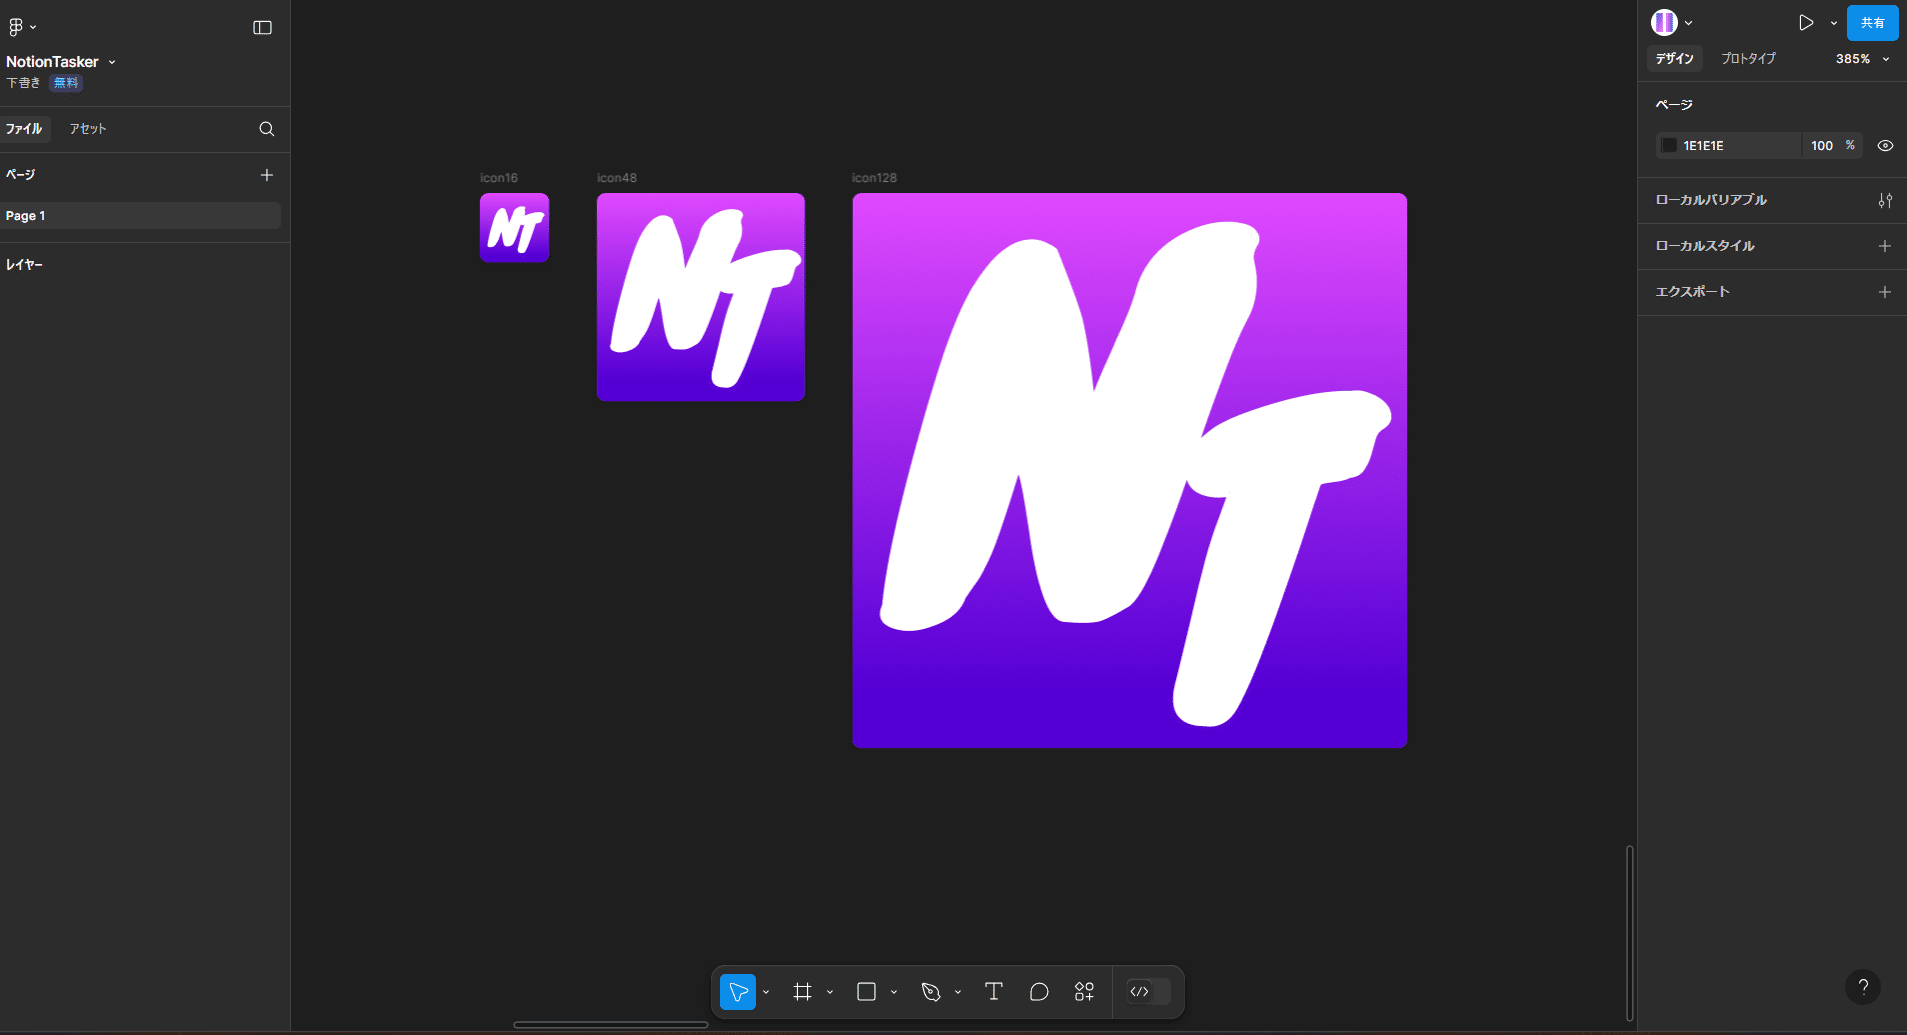 NotionTasker
下書き 無料
ファイル アセット
ページ
Page 1
レイヤー
icon16
icon48
icon128
NT
NT
NT
共有
デザイン プロトタイプ 385%
ページ
1E1E1E 100 %
ローカルバリアブル
ローカルスタイル
エクスポート
?